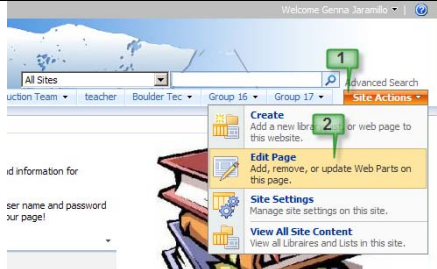 Welcome Genna Jaramillo
1
All Sites
Advanced Search
uction Team teacher Boulder Tec Group 16 Group 17 Site Actions
Create
Add a new library, list, or web page to
this website.
2
Edit Page
Add, remove, or update Web Parts on
this page.
nd information for
Site Settings
Manage site settings on this site.
ser name and password
our page!
View All Site Content
View all Libraires and Lists in this site.